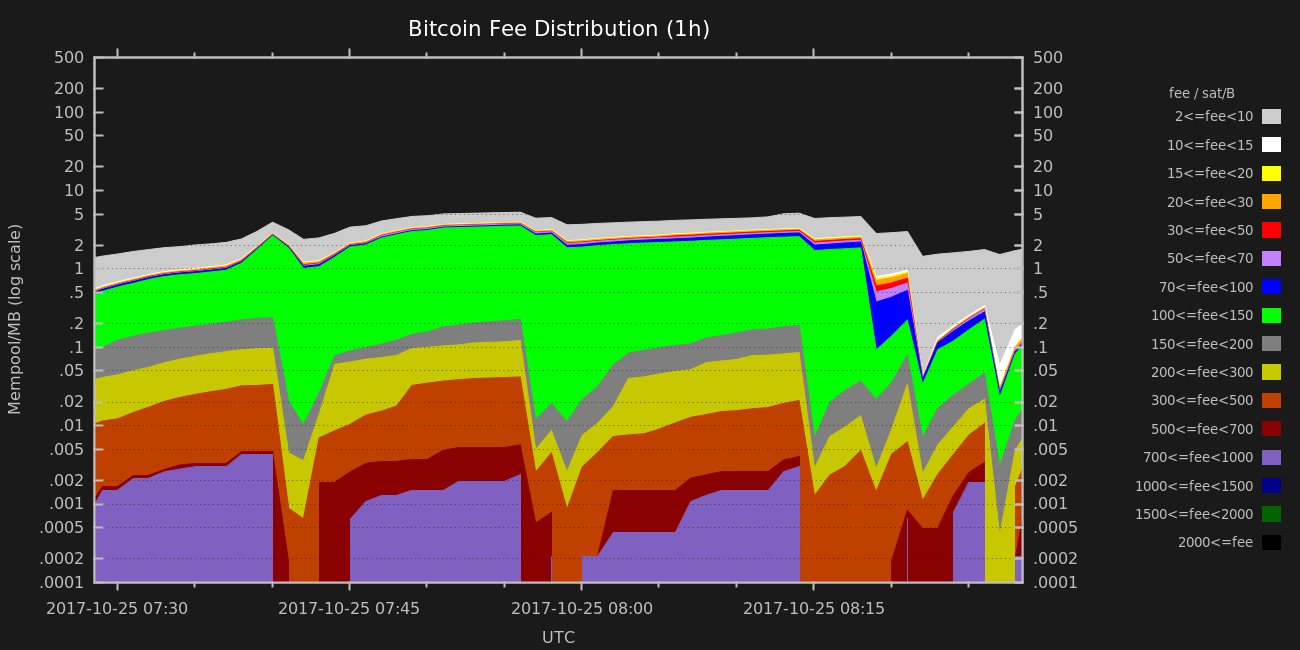 Bitcoin Fee Distribution (1h)
500
200
100
50
20
10
5
2
1
.5
.2
.1
.05
.02
.01
.005
.002
.001
.0005
.0002
.0001
Mempool/MB (log scale)
500
200
100
50
20
10
5
2
1
.5
.2
.1
.05
.02
.01
.005
.002
.001
.0005
.0002
.0001
2017-10-25 07:30
2017-10-25 07:45
2017-10-25 08:00
2017-10-25 08:15
UTC
fee / sat/B
2<=fee<10
10<=fee<15
15<=fee<20
20<=fee<30
30<=fee<50
50<=fee<70
70<=fee<100
100<=fee<150
150<=fee<200
200<=fee<300
300<=fee<500
500<=fee<700
700<=fee<1000
1000<=fee<1500
1500<=fee<2000
2000<=fee